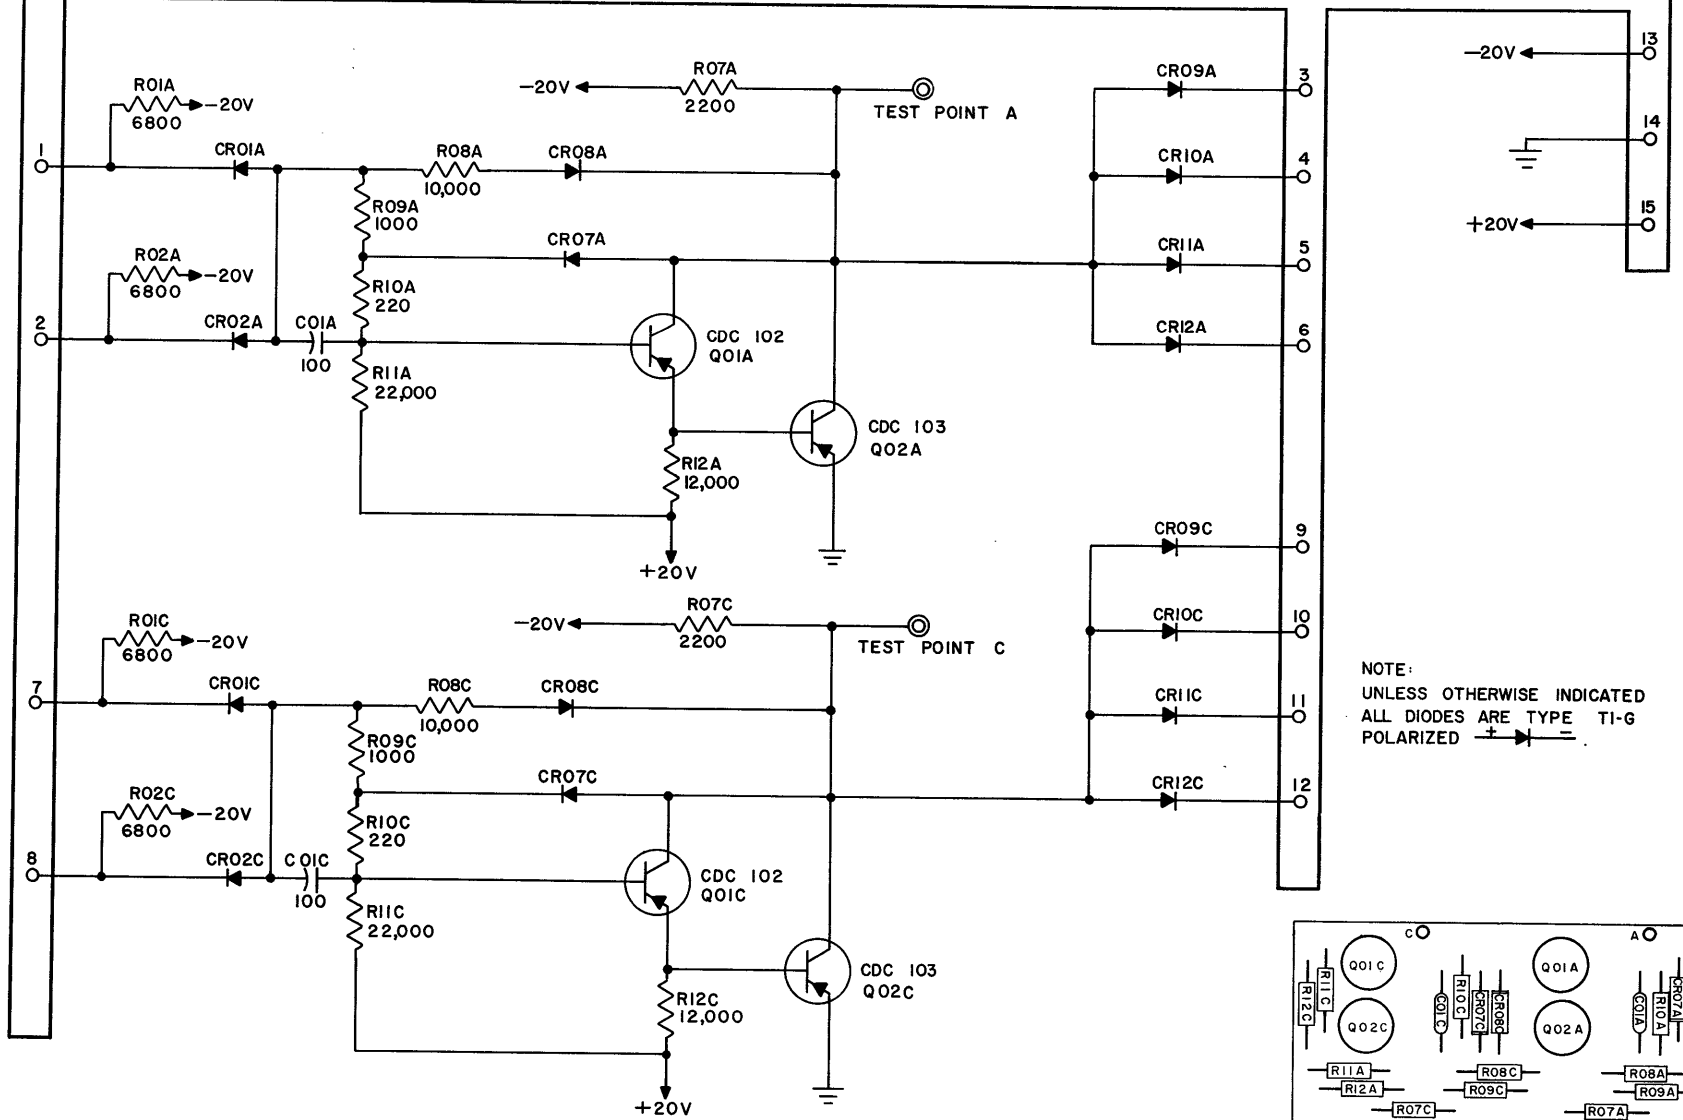 R01A
-20V
6800
1
CR01A
R08A
10,000
CR08A
-20V
R07A
2200
TEST POINT A
CR09A
3
R09A
1000
CR10A
4
R02A
-20V
6800
CR07A
CR11A
5
R10A
220
2
CR02A
C01A
100
CDC 102
Q01A
CR12A
6
R11A
22,000
CDC 103
Q02A
R12A
12,000
+20V
-20V
13
14
+20V
15
R01C
-20V
6800
7
CR01C
R08C
10,000
CR08C
-20V
R07C
2200
TEST POINT C
CR09C
9
CR10C
10
R09C
1000
CR11C
11
R02C
-20V
6800
CR07C
CR12C
12
R10C
220
8
CR02C
C01C
100
CDC 102
Q01C
R11C
22,000
CDC 103
Q02C
R12C
12,000
+20V
NOTE:
UNLESS OTHERWISE INDICATED
ALL DIODES ARE TYPE TI-G
POLARIZED + -
C
A
Q01C
Q01A
R12C
R11C
C01C
R10C
CR07C
CR08C
C01A
R10A
CR07A
Q02C
Q02A
R11A
R08C
R08A
R12A
R09C
R09A
R07C
R07A